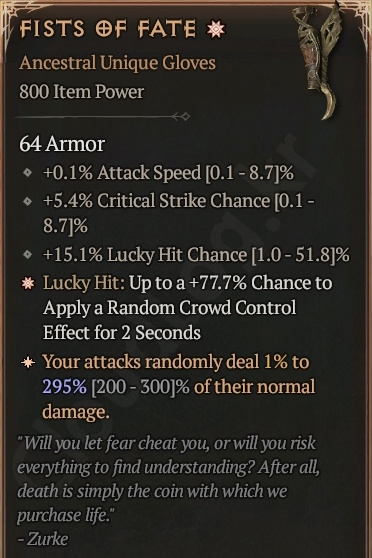 FISTS OF FATE
Ancestral Unique Gloves
800 Item Power
64 Armor
+0.1% Attack Speed [0.1 - 8.7]%
+5.4% Critical Strike Chance [0.1 -
8.7]%
+15.1% Lucky Hit Chance [1.0 - 51.8]%
Lucky Hit: Up to a +77.7% Chance to
Apply a Random Crowd Control
Effect for 2 Seconds
Your attacks randomly deal 1% to
295% [200 - 300]% of their normal
damage.
"Will you let fear cheat you, or will you risk
everything to find understanding? After all,
death is simply the coin with which we
purchase life."
- Zurke